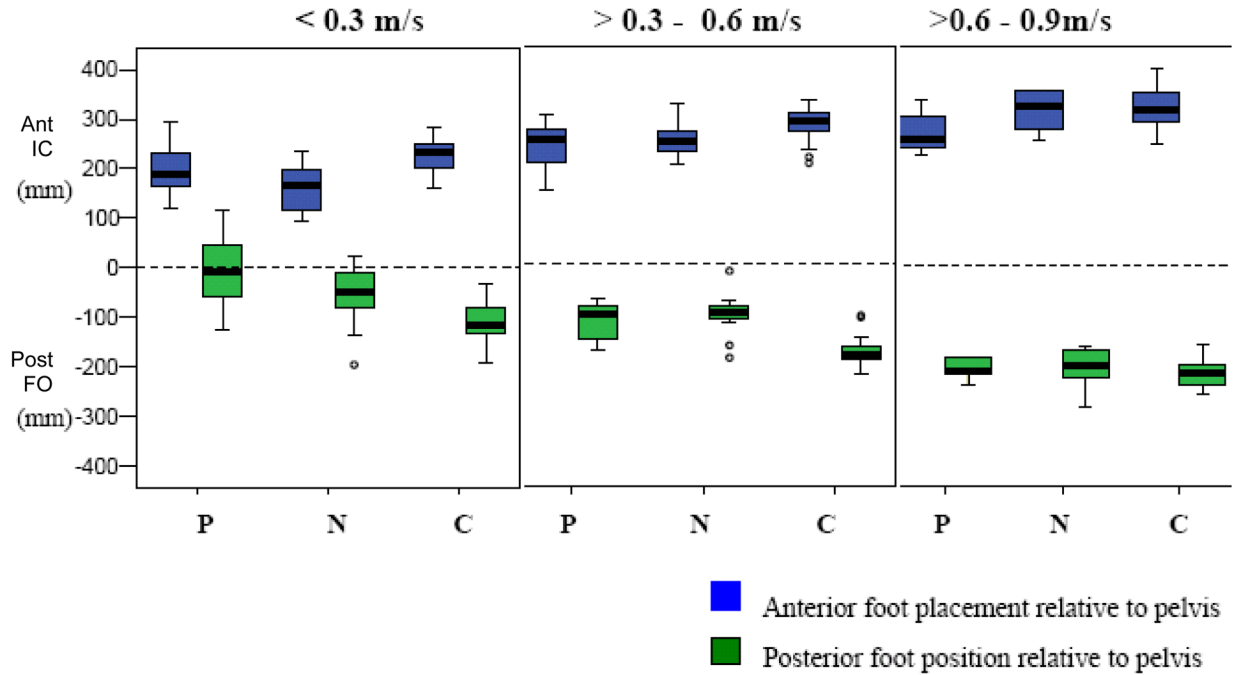 < 0.3 m/s
> 0.3 - 0.6 m/s
>0.6 - 0.9m/s
400
300
200
100
0
-100
-200
-300
-400
Ant
IC
(mm)
Post
FO
(mm)
P N C
P N C
P N C
Anterior foot placement relative to pelvis
Posterior foot position relative to pelvis